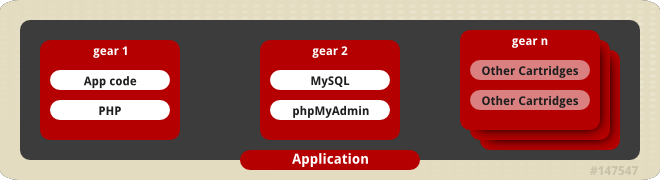 gear 1
App code
PHP
gear 2
MySQL
phpMyAdmin
gear n
Other Cartridges
Other Cartridges
Application
#147547